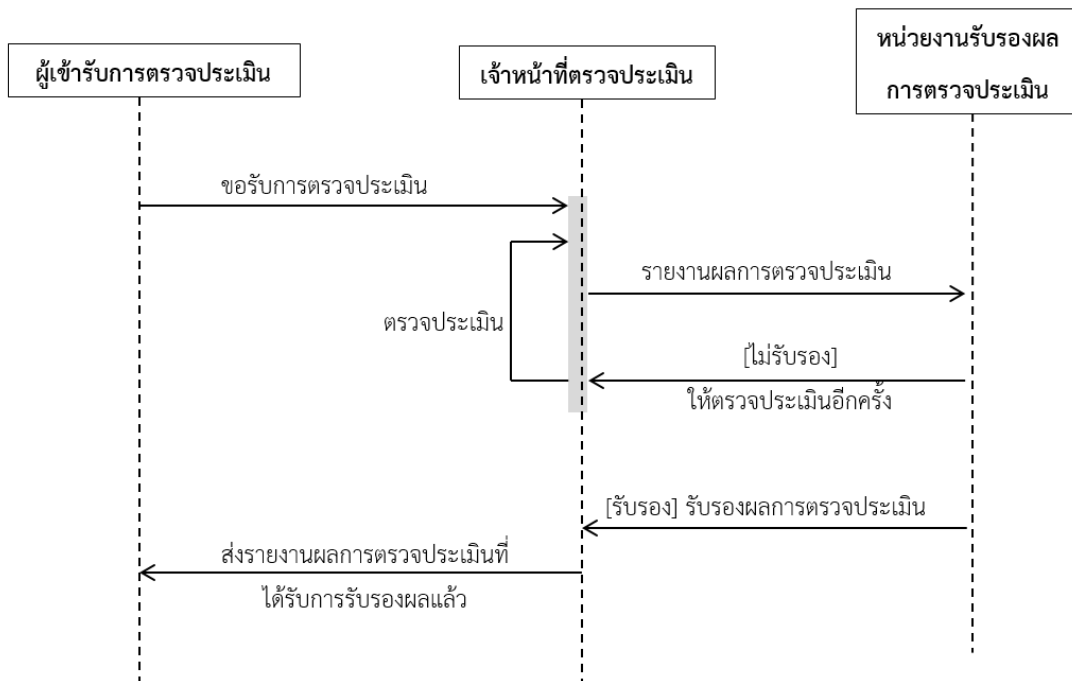 ผู้เข้ารับการตรวจประเมิน
เจ้าหน้าที่ตรวจประเมิน
หน่วยงานรับรองผล
การตรวจประเมิน
ขอรับการตรวจประเมิน
รายงานผลการตรวจประเมิน
ตรวจประเมิน
[ไม่รับรอง]
ให้ตรวจประเมินอีกครั้ง
[รับรอง] รับรองผลการตรวจประเมิน
ส่งรายงานผลการตรวจประเมินที่
ได้รับการรับรองผลแล้ว